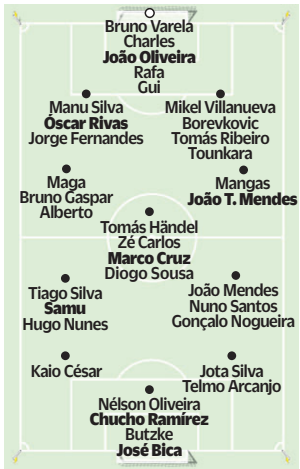 Bruno Varela
Charles
João Oliveira
Rafa
Gui
Manu Silva
Óscar Rivas
Jorge Fernandes
Mikel Villanueva
Borevkovic
Tomás Ribeiro
Tounkara
Maga
Bruno Gaspar
Alberto
Mangas
João T. Mendes
Tomás Händel
Zé Carlos
Marco Cruz
Diogo Sousa
Tiago Silva
Samu
Hugo Nunes
João Mendes
Nuno Santos
Gonçalo Nogueira
Kaio César
Jota Silva
Telmo Arcanjo
Nélson Oliveira
Chucho Ramírez
Butzke
José Bica